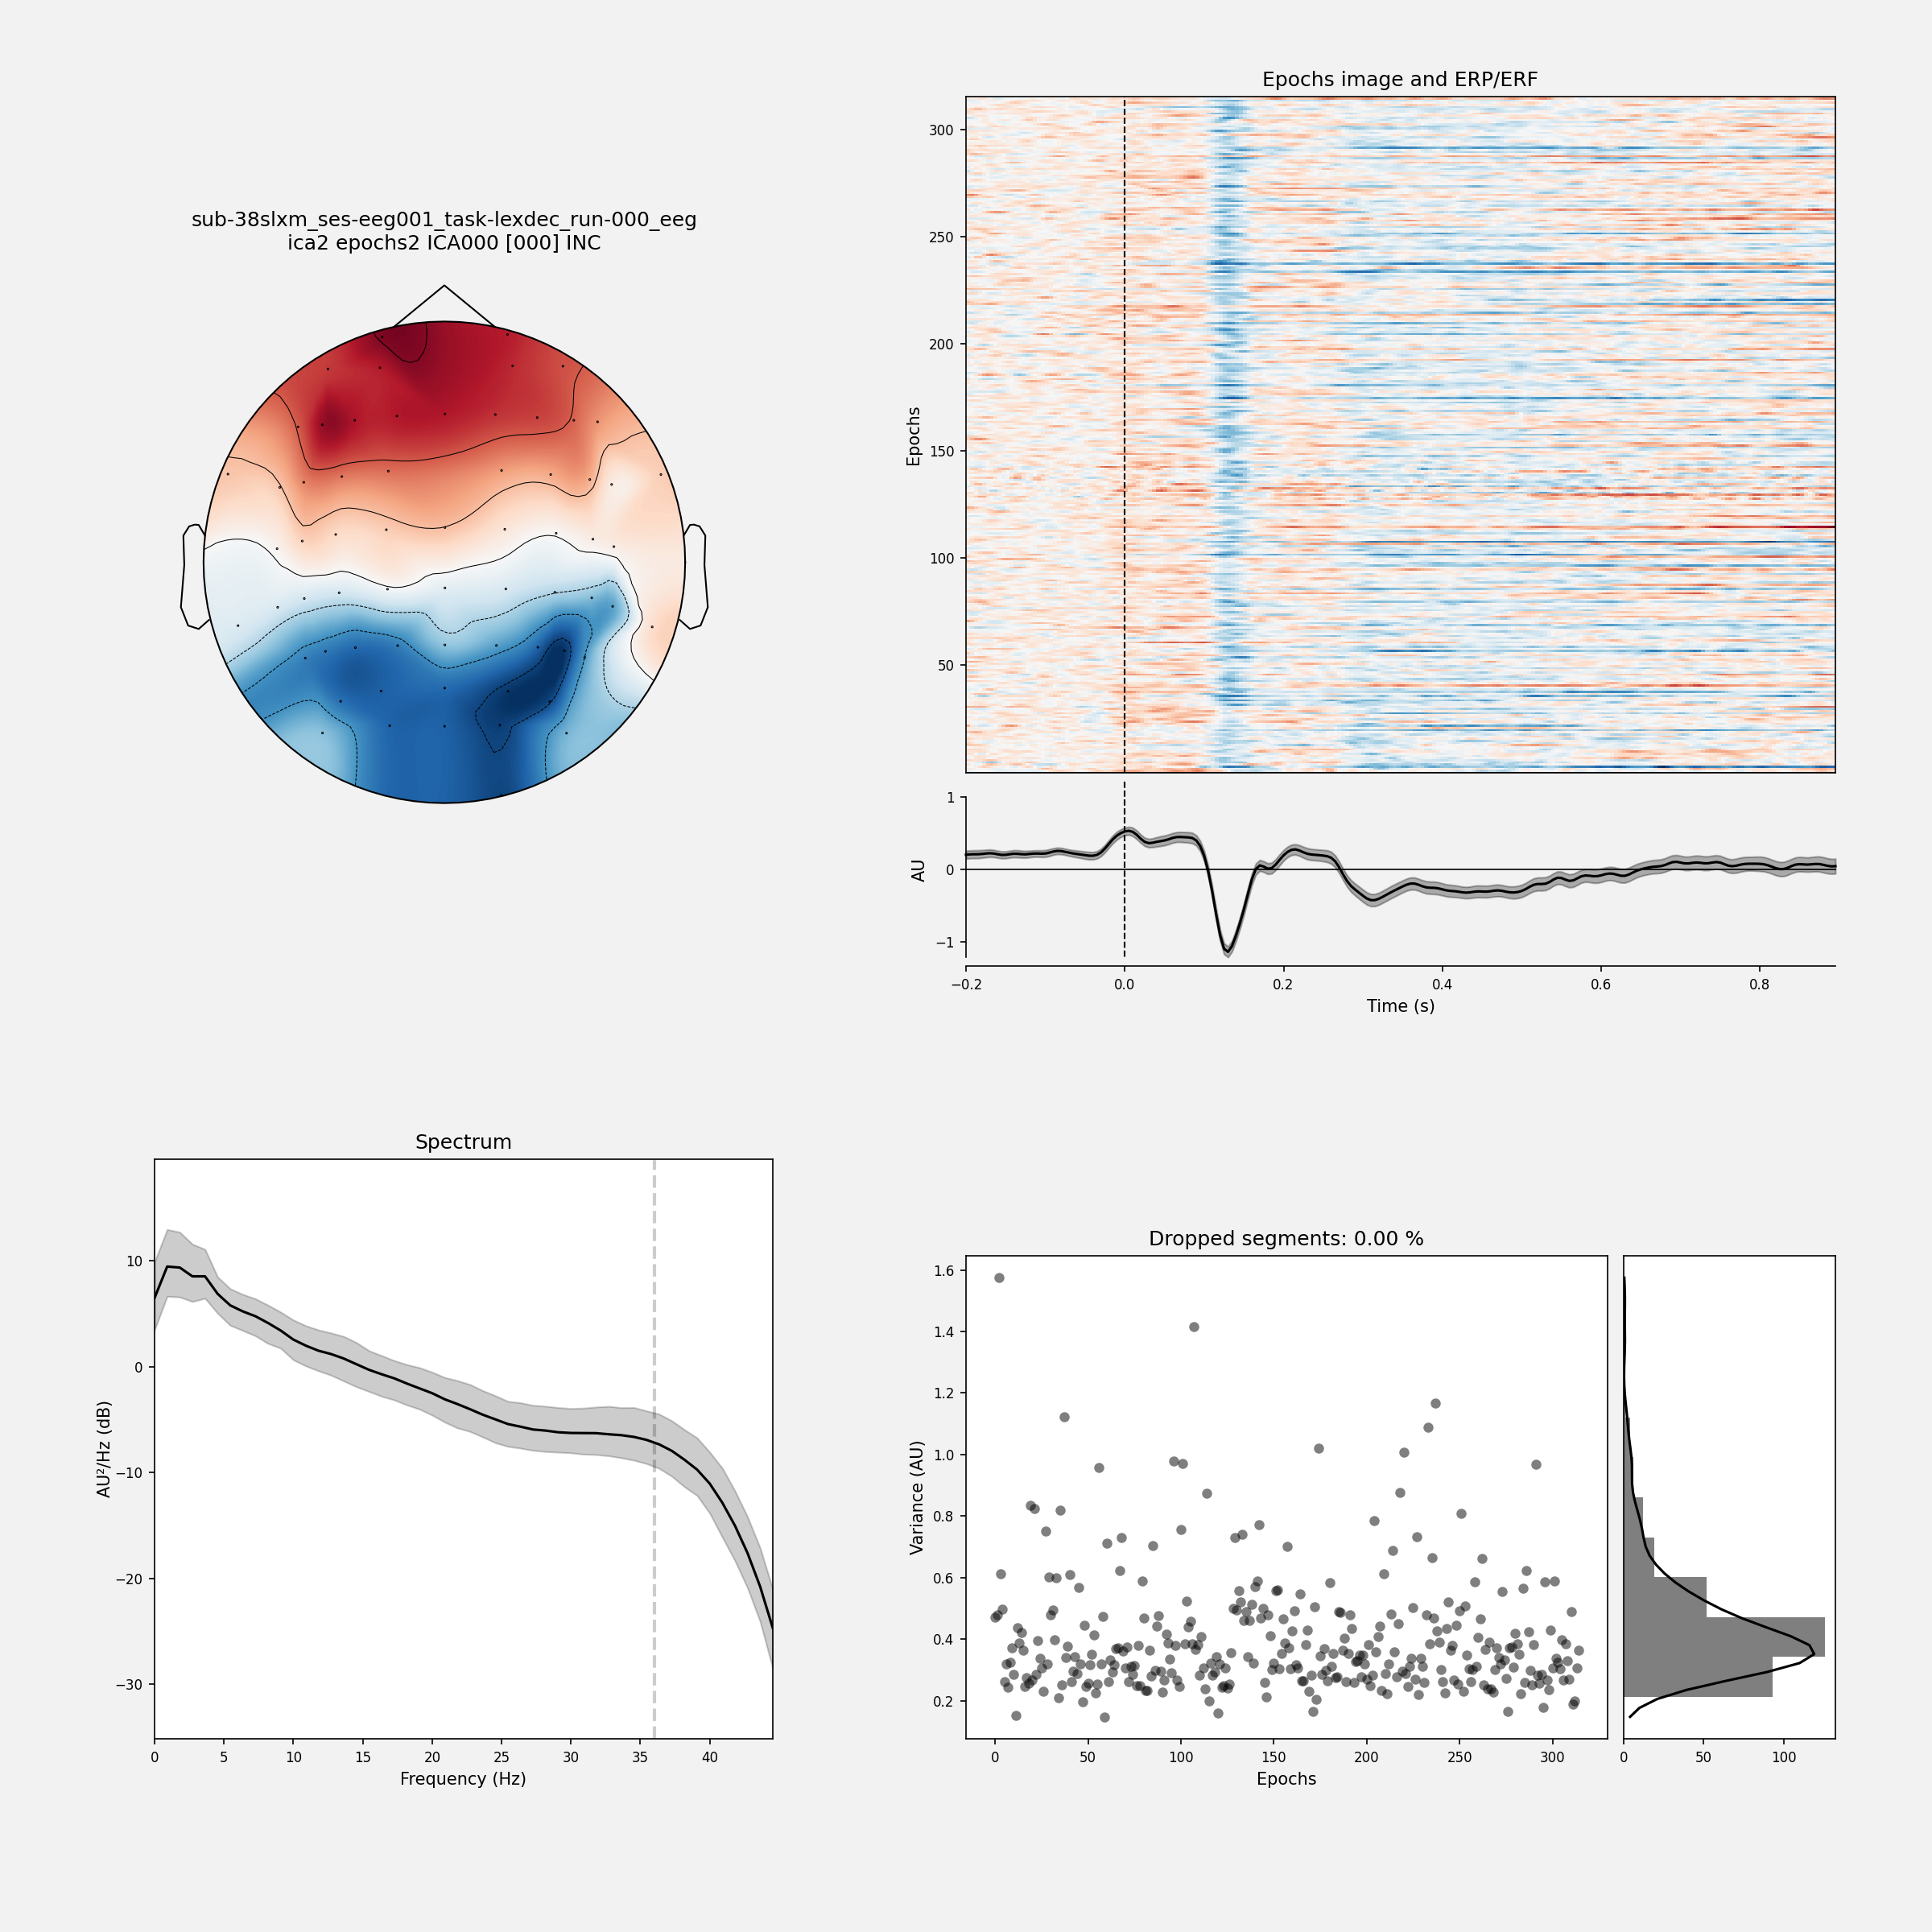 Epochs image and ERP/ERF
sub-38slxm_ses-eeg001_task-lexdec_run-000_eeg
ica2 epochs2 ICA000 [000] INC
Epochs
300
250
200
150
100
50
AU
1
0
−1
−0.2 0.0 0.2 0.4 0.6 0.8
Time (s)
Spectrum
AU²/Hz (dB)
10
0
−10
−20
−30
0 5 10 15 20 25 30 35 40
Frequency (Hz)
Dropped segments: 0.00 %
Variance (AU)
1.6
1.4
1.2
1.0
0.8
0.6
0.4
0.2
0 50 100 150 200 250 300
Epochs
0 50 100